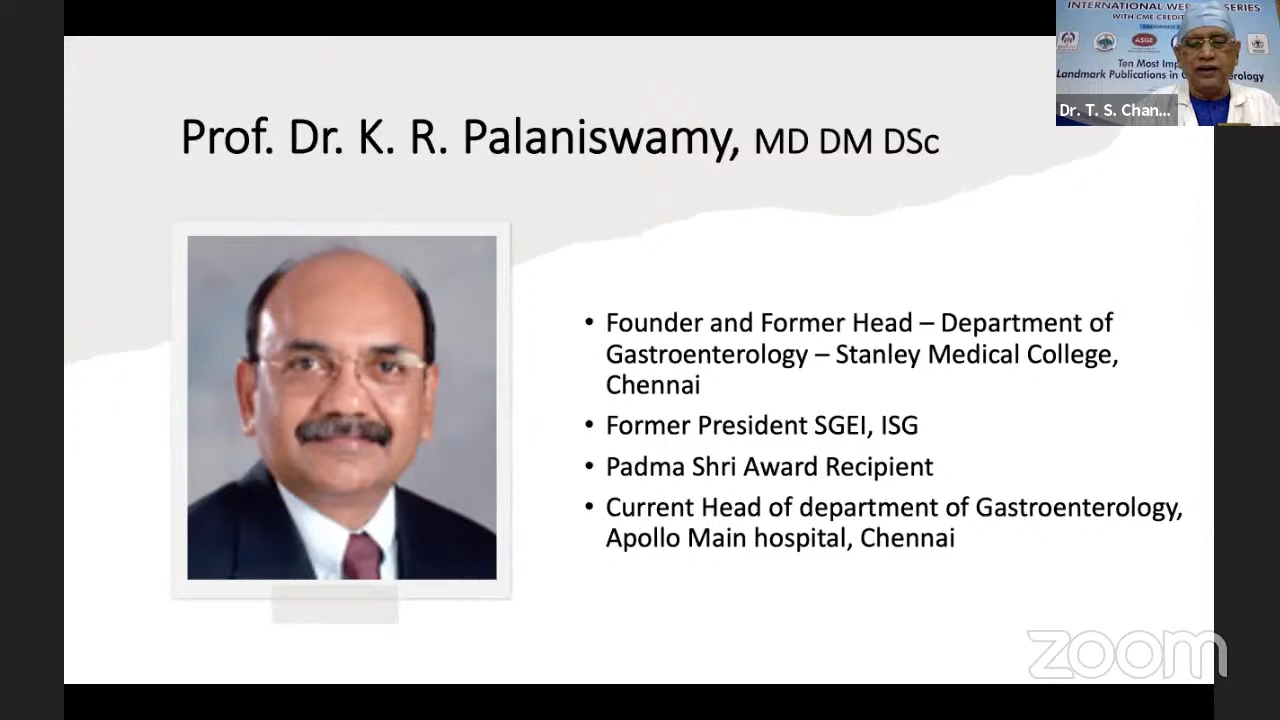 INTERNATIONAL WE SERIES
WITH CME CREDIT
ASGE
Ten Most Imp
Landmark Publications in G erology
Dr. T. S. Chan...
Prof. Dr. K. R. Palaniswamy, MD DM DSc
• Founder and Former Head – Department of
Gastroenterology – Stanley Medical College,
Chennai
• Former President SGEI, ISG
• Padma Shri Award Recipient
• Current Head of department of Gastroenterology,
Apollo Main hospital, Chennai
zoom